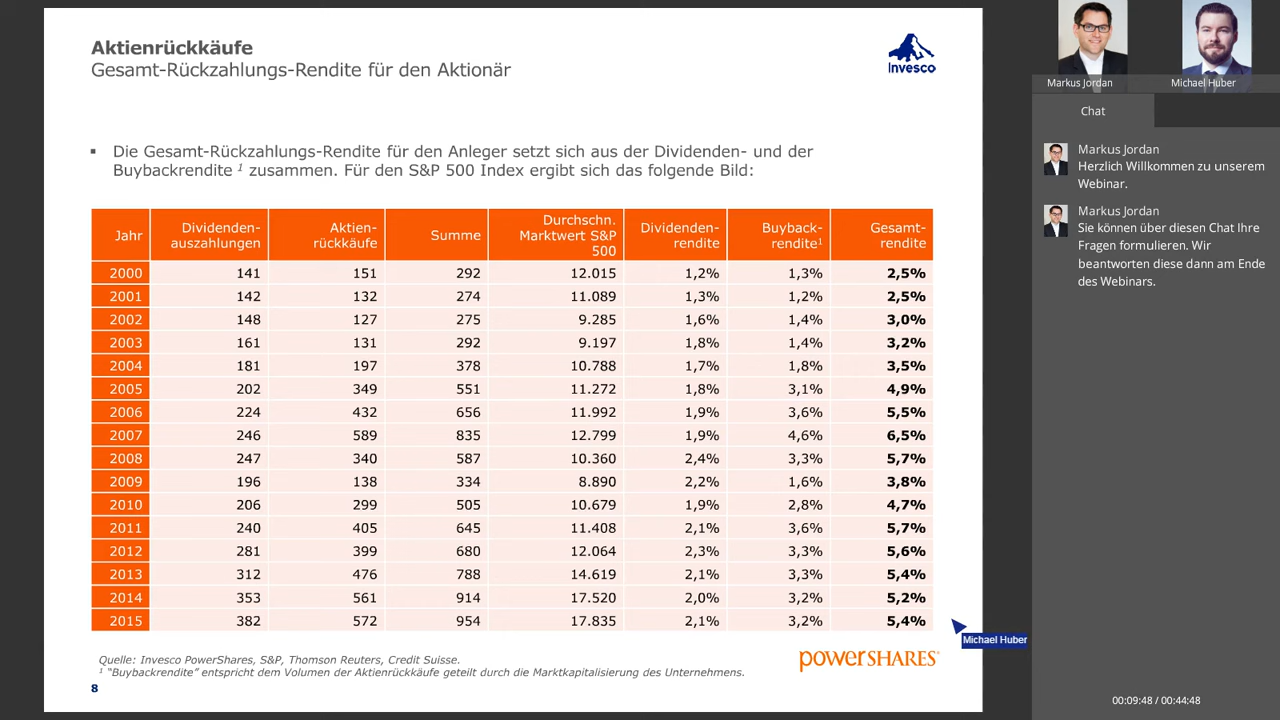 Aktienrückkäufe
Gesamt-Rückzahlungs-Rendite für den Aktionär
Invesco
▪ Die Gesamt-Rückzahlungs-Rendite für den Anleger setzt sich aus der Dividenden- und der
Buybackrendite ¹ zusammen. Für den S&P 500 Index ergibt sich das folgende Bild:
Jahr Dividenden-auszahlungen Aktien-rückkäufe Summe Durchschn. Marktwert S&P 500 Dividenden-rendite Buyback-rendite¹ Gesamt-rendite
2000 141 151 292 12.015 1,2% 1,3% 2,5%
2001 142 132 274 11.089 1,3% 1,2% 2,5%
2002 148 127 275 9.285 1,6% 1,4% 3,0%
2003 161 131 292 9.197 1,8% 1,4% 3,2%
2004 181 197 378 10.788 1,7% 1,8% 3,5%
2005 202 349 551 11.272 1,8% 3,1% 4,9%
2006 224 432 656 11.992 1,9% 3,6% 5,5%
2007 246 589 835 12.799 1,9% 4,6% 6,5%
2008 247 340 587 10.360 2,4% 3,3% 5,7%
2009 196 138 334 8.890 2,2% 1,6% 3,8%
2010 206 299 505 10.679 1,9% 2,8% 4,7%
2011 240 405 645 11.408 2,1% 3,6% 5,7%
2012 281 399 680 12.064 2,3% 3,3% 5,6%
2013 312 476 788 14.619 2,1% 3,3% 5,4%
2014 353 561 914 17.520 2,0% 3,2% 5,2%
2015 382 572 954 17.835 2,1% 3,2% 5,4%
Michael Huber
Quelle: Invesco PowerShares, S&P, Thomson Reuters, Credit Suisse.
¹ "Buybackrendite" entspricht dem Volumen der Aktienrückkäufe geteilt durch die Marktkapitalisierung des Unternehmens.
powerSHARES®
8
Markus Jordan
Michael Huber
Chat
Markus Jordan
Herzlich Willkommen zu unserem
Webinar.
Markus Jordan
Sie können über diesen Chat Ihre
Fragen formulieren. Wir
beantworten diese dann am Ende
des Webinars.
00:09:48 / 00:44:48